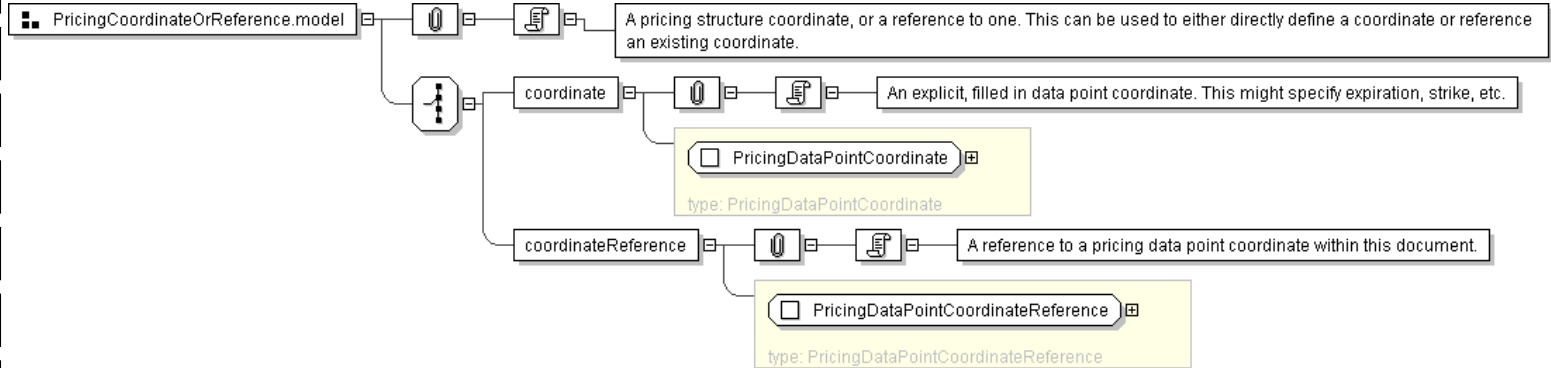 PricingCoordinateOrReference.model
A pricing structure coordinate, or a reference to one. This can be used to either directly define a coordinate or reference
an existing coordinate.
coordinate
An explicit, filled in data point coordinate. This might specify expiration, strike, etc.
PricingDataPointCoordinate
type: PricingDataPointCoordinate
coordinateReference
A reference to a pricing data point coordinate within this document.
PricingDataPointCoordinateReference
type: PricingDataPointCoordinateReference